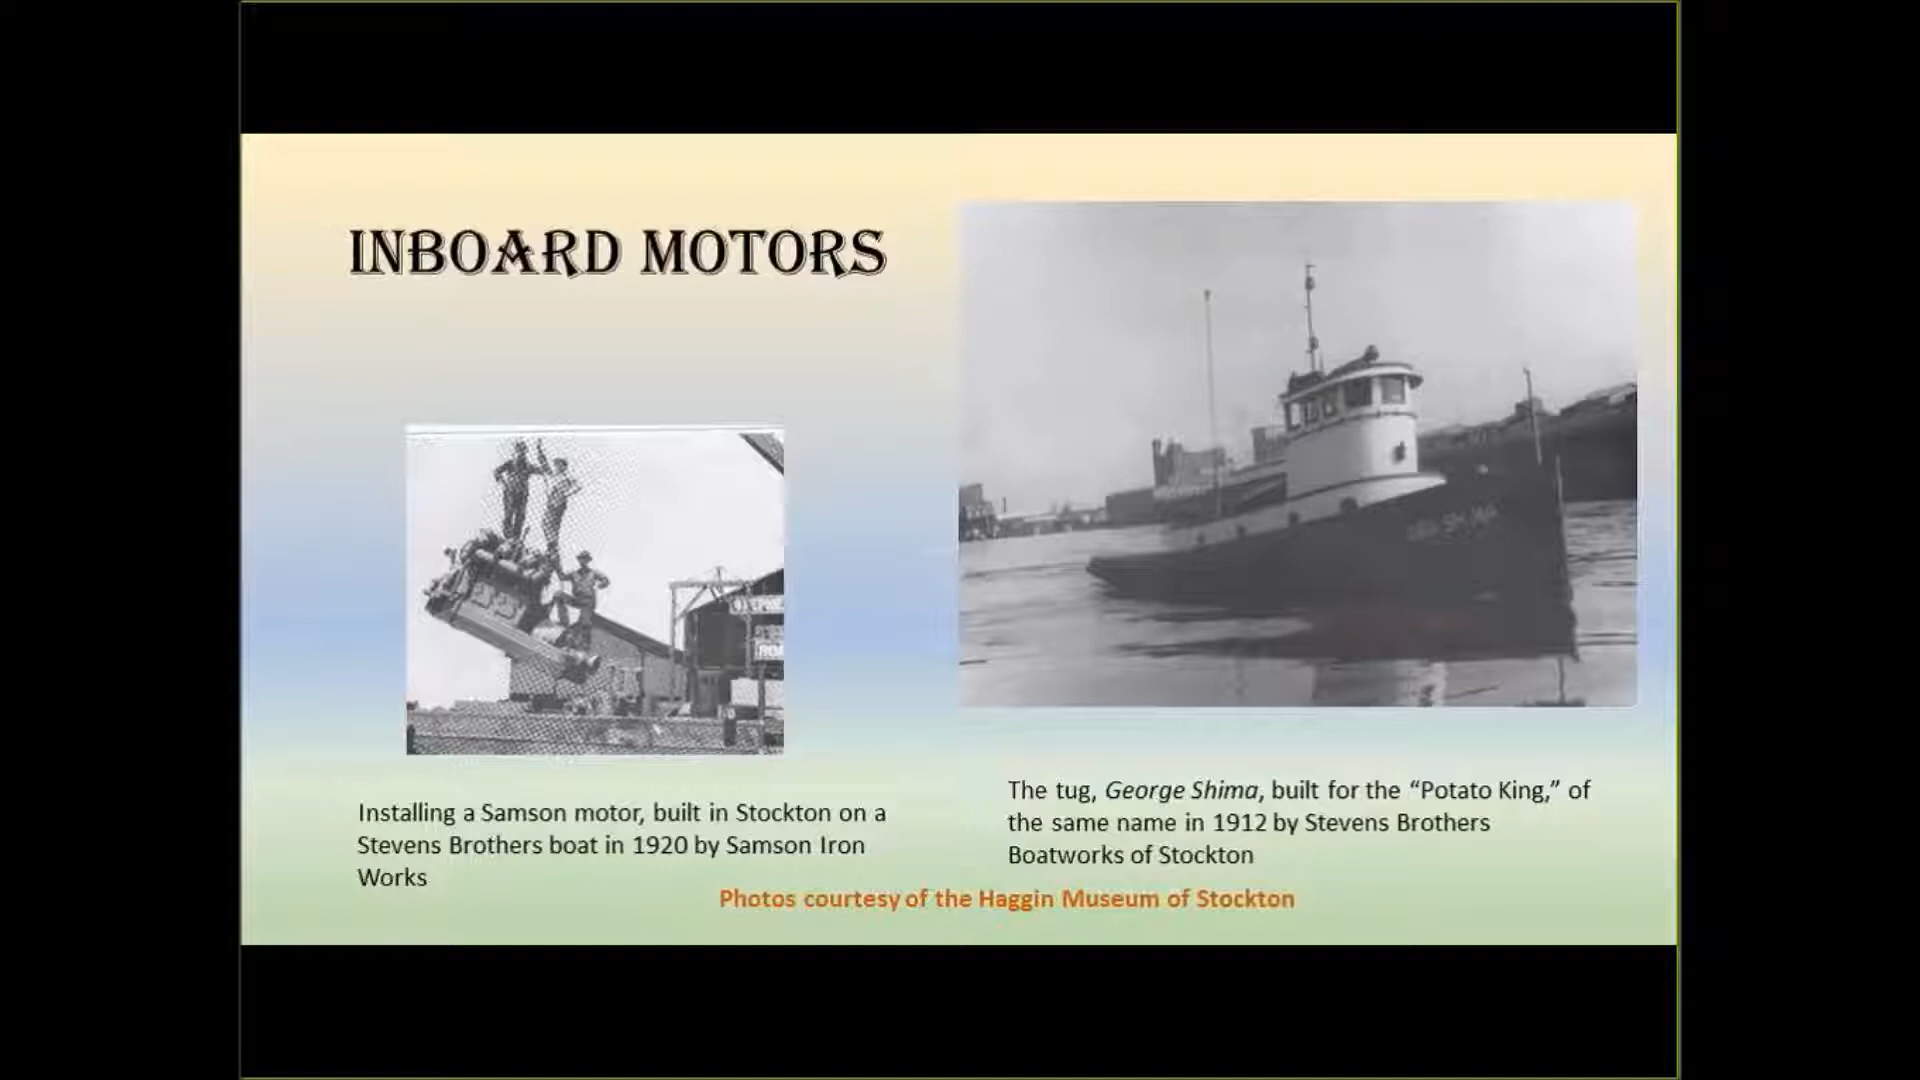 INBOARD MOTORS
Installing a Samson motor, built in Stockton on a
Stevens Brothers boat in 1920 by Samson Iron
Works
The tug, George Shima, built for the “Potato King,” of
the same name in 1912 by Stevens Brothers
Boatworks of Stockton
Photos courtesy of the Haggin Museum of Stockton